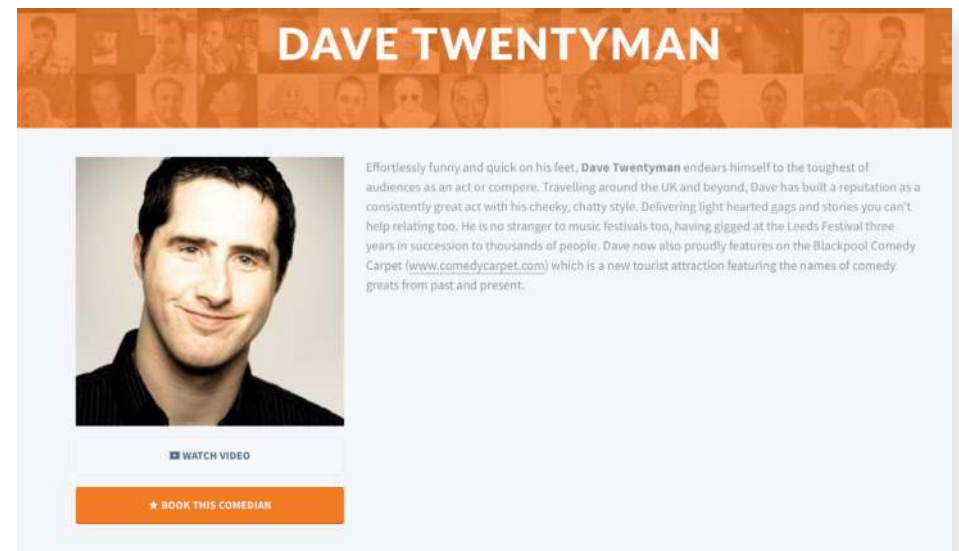 DAVE TWENTYMAN
Effortlessly funny and quick on his feet, Dave Twentyman endears himself to the toughest of
audiences as an act or compere. Travelling around the UK and beyond, Dave has built a reputation as a
consistently great act with his cheeky, chatty style. Delivering light hearted gags and stories you can't
help relating too. He is no stranger to music festivals too, having gigged at the Leeds Festival three
years in succession to thousands of people. Dave now also proudly features on the Blackpool Comedy
Carpet (www.comedycarpet.com) which is a new tourist attraction featuring the names of comedy
greats from past and present.
WATCH VIDEO
★ BOOK THIS COMEDIAN